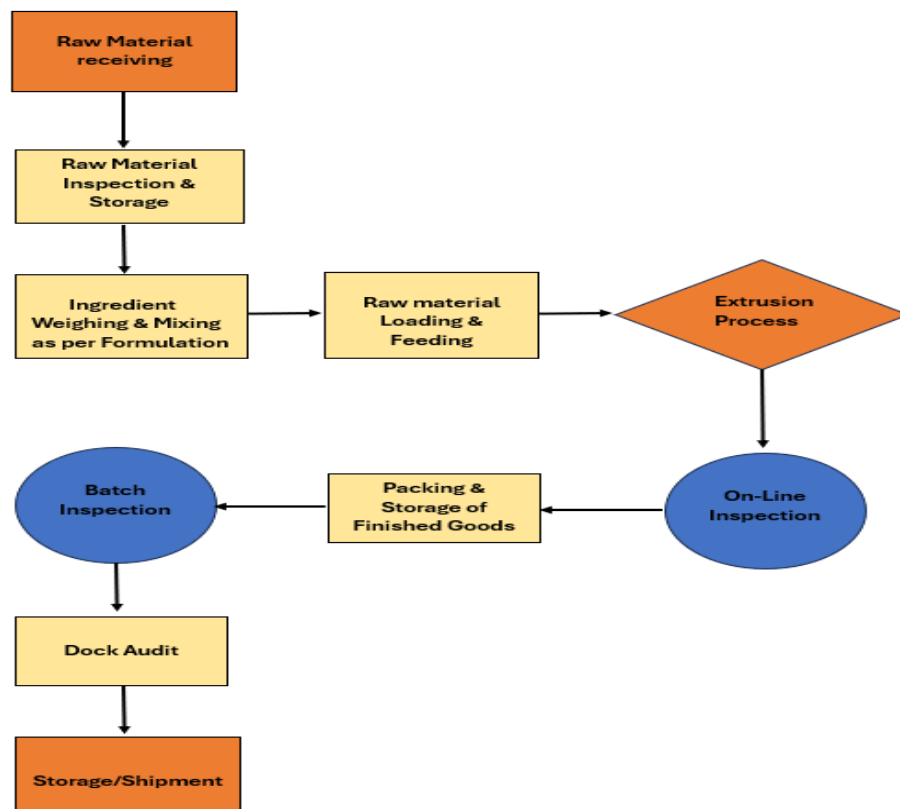 Raw Material
receiving
Raw Material
Inspection &
Storage
Ingredient
Weighing & Mixing
as per Formulation
Raw material
Loading &
Feeding
Extrusion
Process
On-Line
Inspection
Packing &
Storage of
Finished Goods
Batch
Inspection
Dock Audit
Storage/Shipment